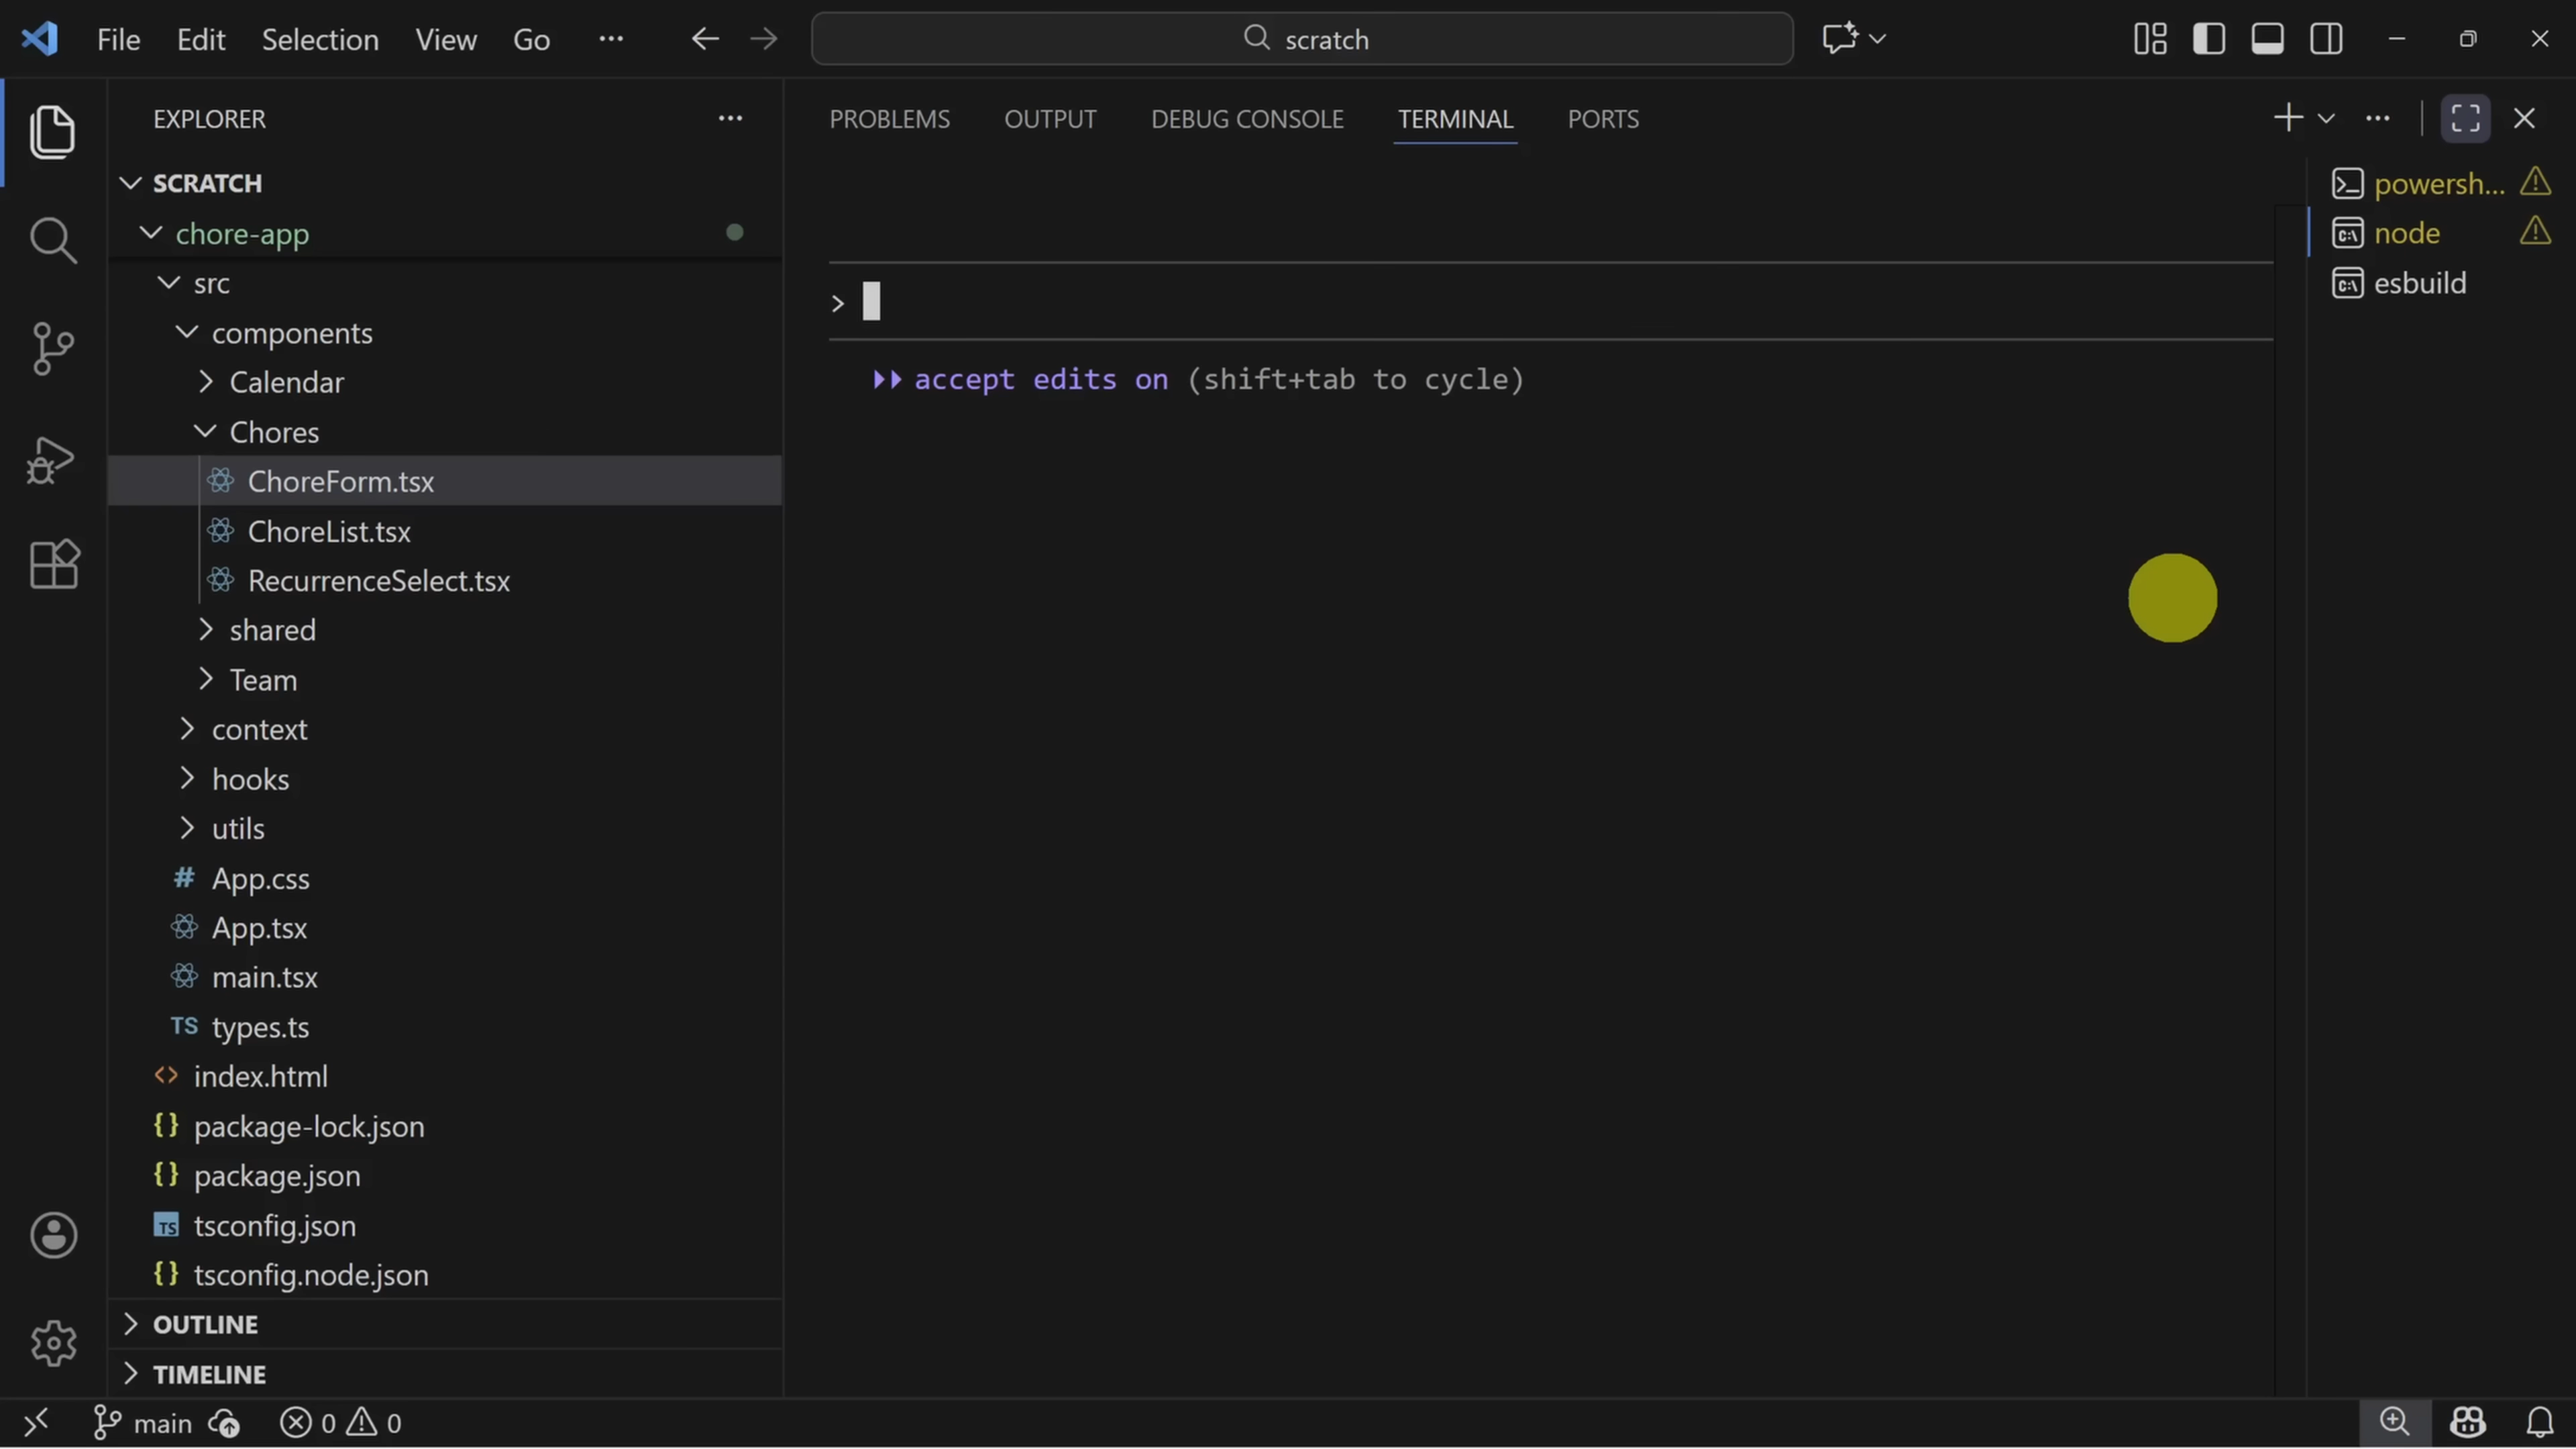 File Edit Selection View Go ··· scratch
EXPLORER ···
SCRATCH
chore-app
src
components
Calendar
Chores
ChoreForm.tsx
ChoreList.tsx
RecurrenceSelect.tsx
shared
Team
context
hooks
utils
# App.css
App.tsx
main.tsx
TS types.ts
<> index.html
{} package-lock.json
{} package.json
TS tsconfig.json
{} tsconfig.node.json
OUTLINE
TIMELINE
PROBLEMS OUTPUT DEBUG CONSOLE TERMINAL PORTS
>
accept edits on (shift+tab to cycle)
powersh...
node
esbuild
main 0 0